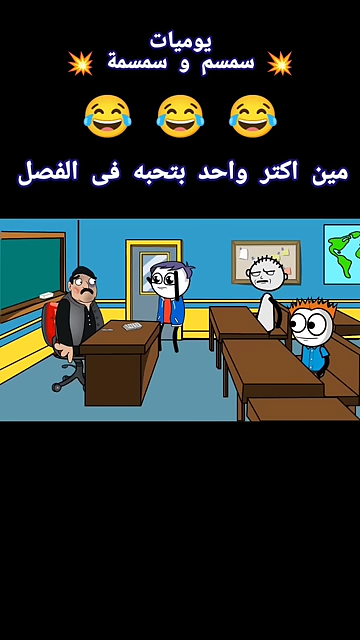 يوميات
💥 سمسم و سمسمة 💥
😂 😂 😂
مين اكتر واحد بتحبه فى الفصل